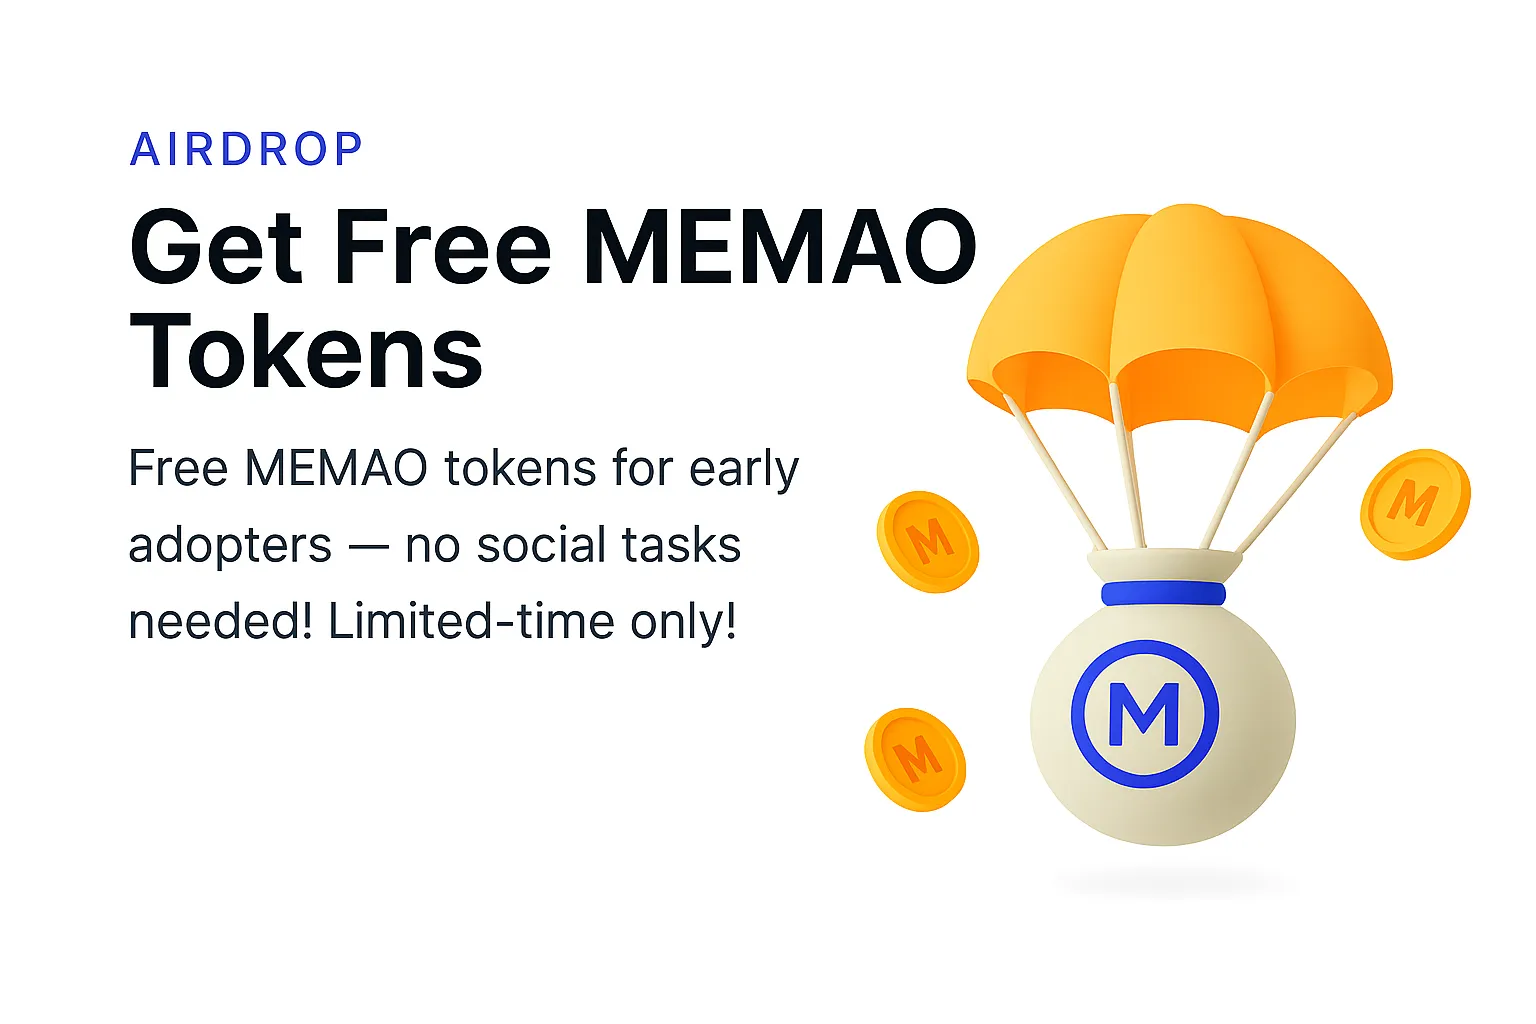 AIRDROP
Get Free MEMAO
Tokens
Free MEMAO tokens for early
adopters — no social tasks
needed! Limited-time only!
M
M
M
M